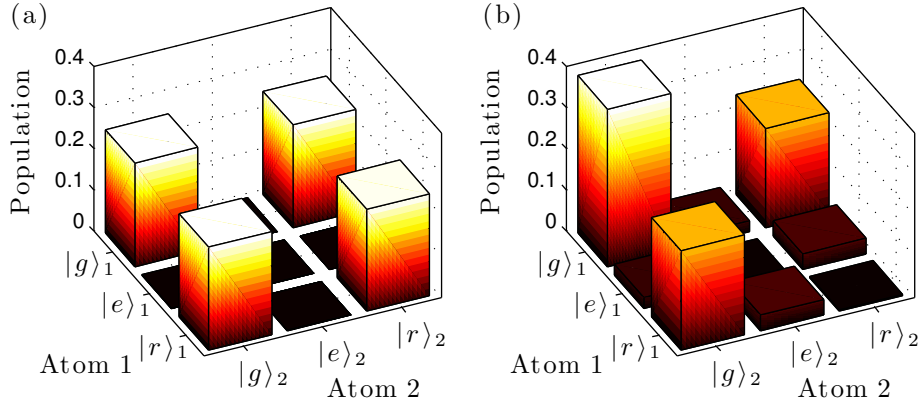 (a)
Population
0.4
0.3
0.2
0.1
0
|g⟩₁
|e⟩₁
|r⟩₁
Atom 1
|g⟩₂
|e⟩₂
|r⟩₂
Atom 2
(b)
Population
0.4
0.3
0.2
0.1
0
|g⟩₁
|e⟩₁
|r⟩₁
Atom 1
|g⟩₂
|e⟩₂
|r⟩₂
Atom 2